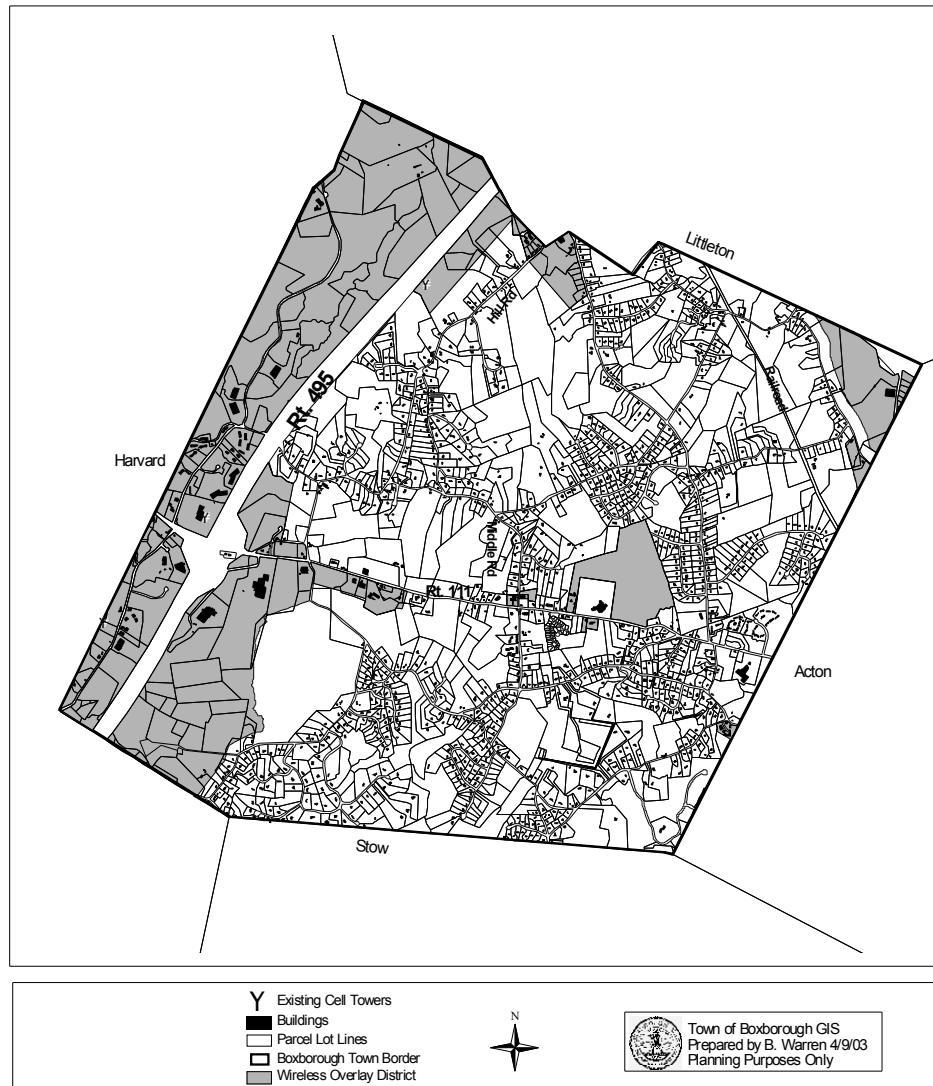 Littleton
Hill Rd
Rt. 495
Railroad
Harvard
Middle Rd
Rt. 111
Acton
Stow
Existing Cell Towers
Buildings
Parcel Lot Lines
Boxborough Town Border
Wireless Overlay District
N
Town of Boxborough GIS
Prepared by B. Warren 4/9/03
Planning Purposes Only